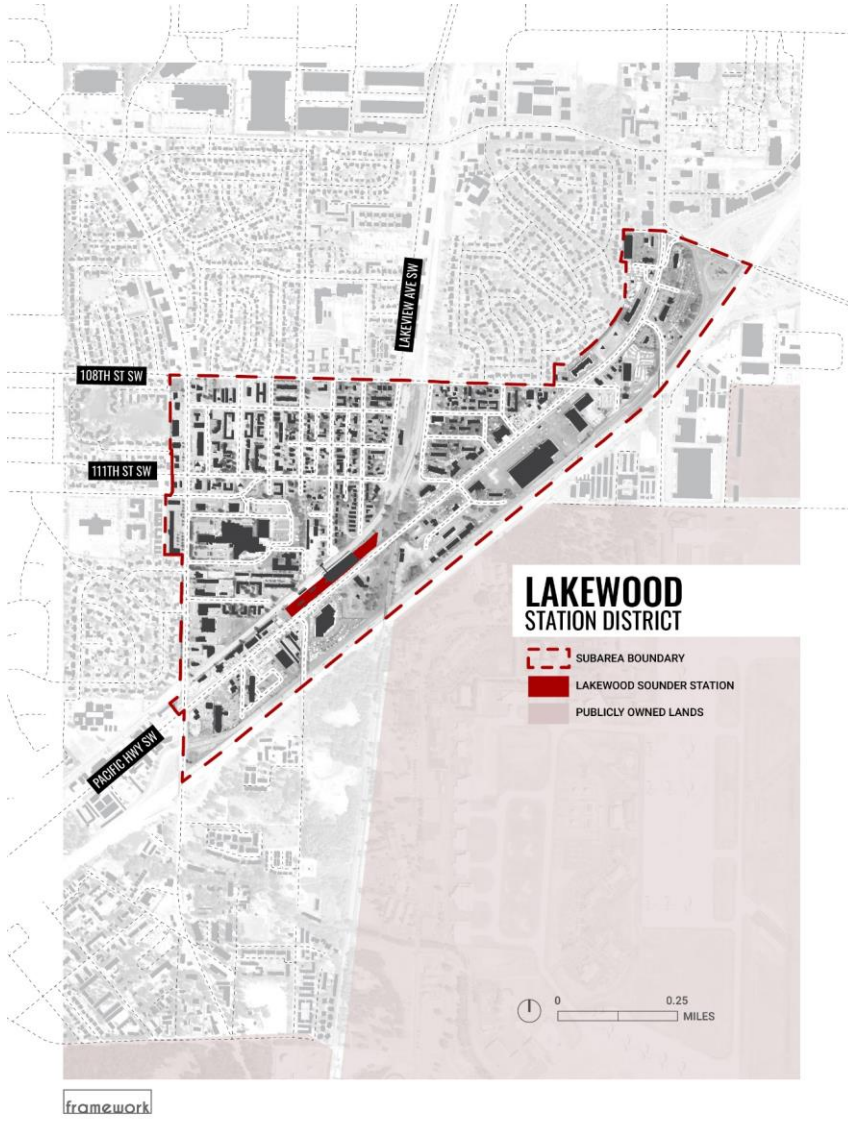 LAKEVIEW AVE SW
108TH ST SW
111TH ST SW
PACIFIC HWY SW
LAKEWOOD
STATION DISTRICT
SUBAREA BOUNDARY
LAKEWOOD SOUNDER STATION
PUBLICLY OWNED LANDS
0 0.25
MILES
framework